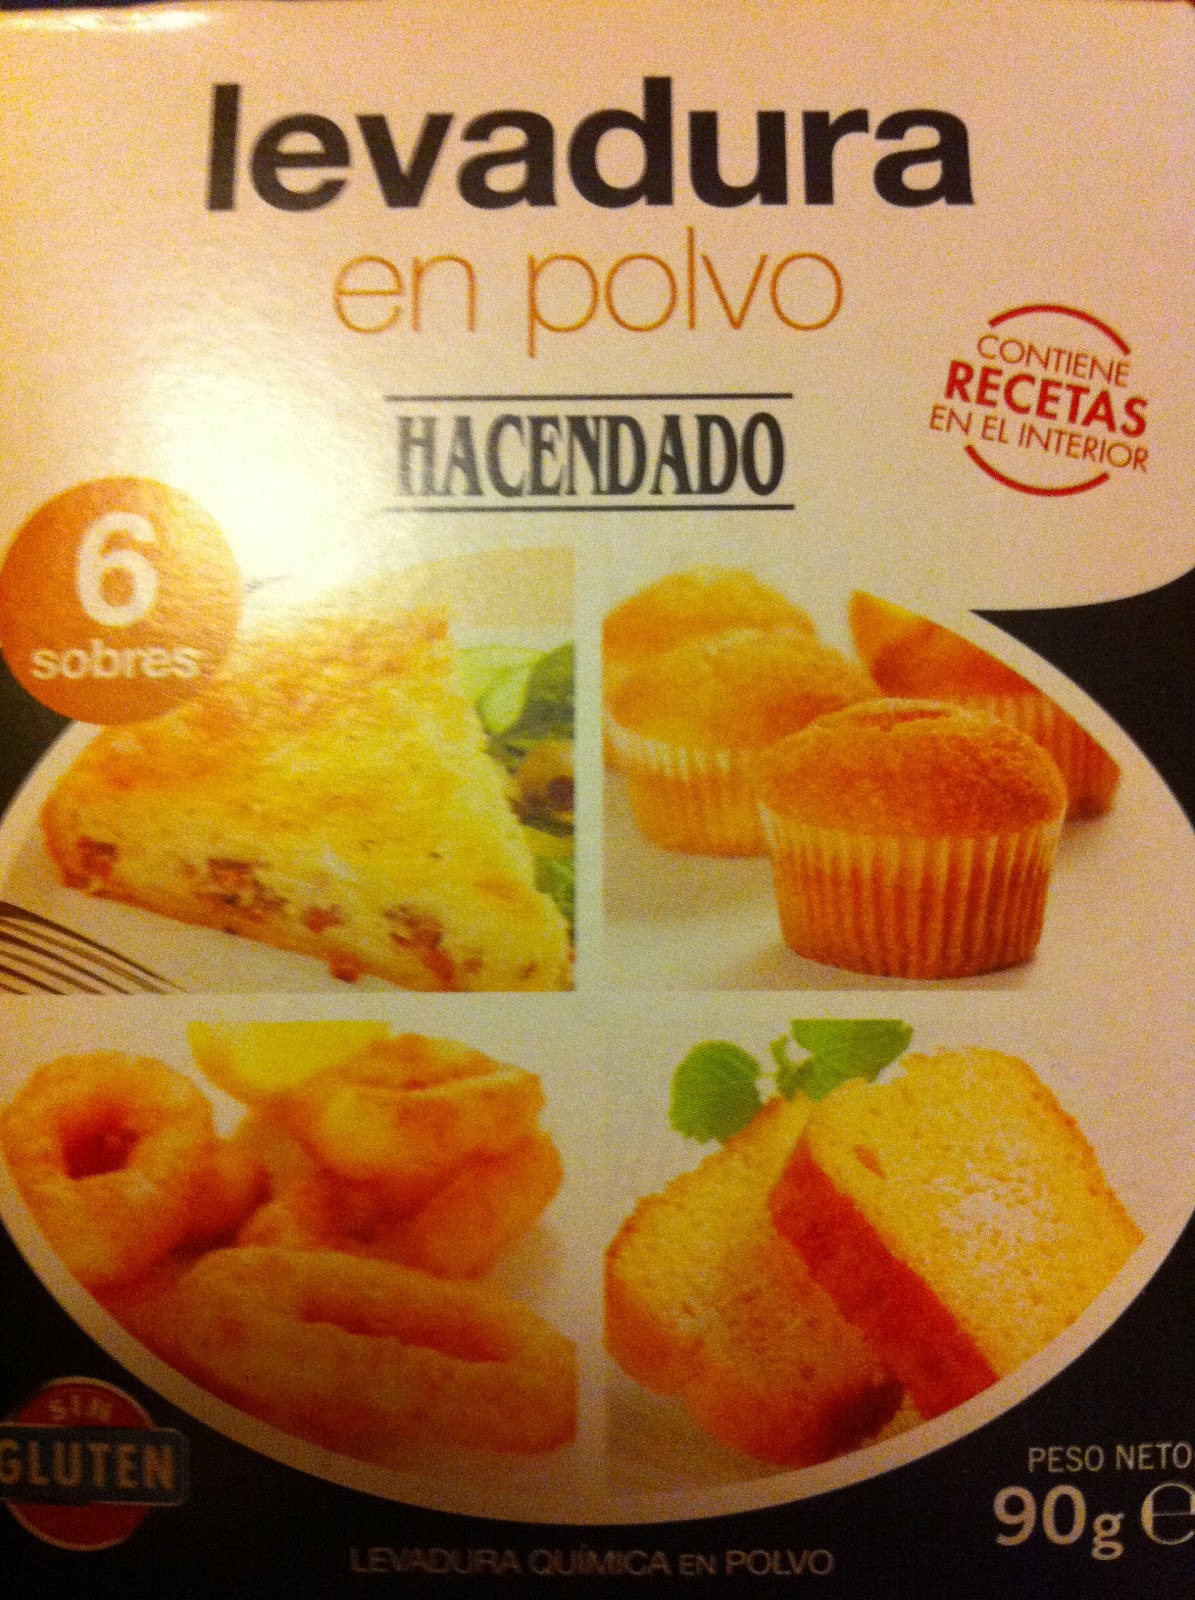 levadura
en polvo
HACENDADO
CONTIENE
RECETAS
EN EL INTERIOR
6
sobres
SIN
GLUTEN
PESO NETO
90g e
LEVADURA QUÍMICA EN POLVO